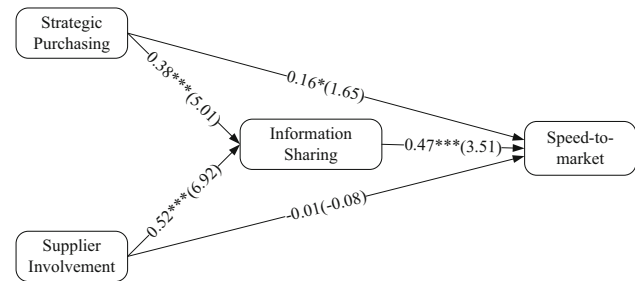 Strategic
Purchasing
0.38***(5.01)
0.16*(1.65)
Information
Sharing
0.47***(3.51)
Speed-to-
market
0.52***(6.92)
-0.01(-0.08)
Supplier
Involvement